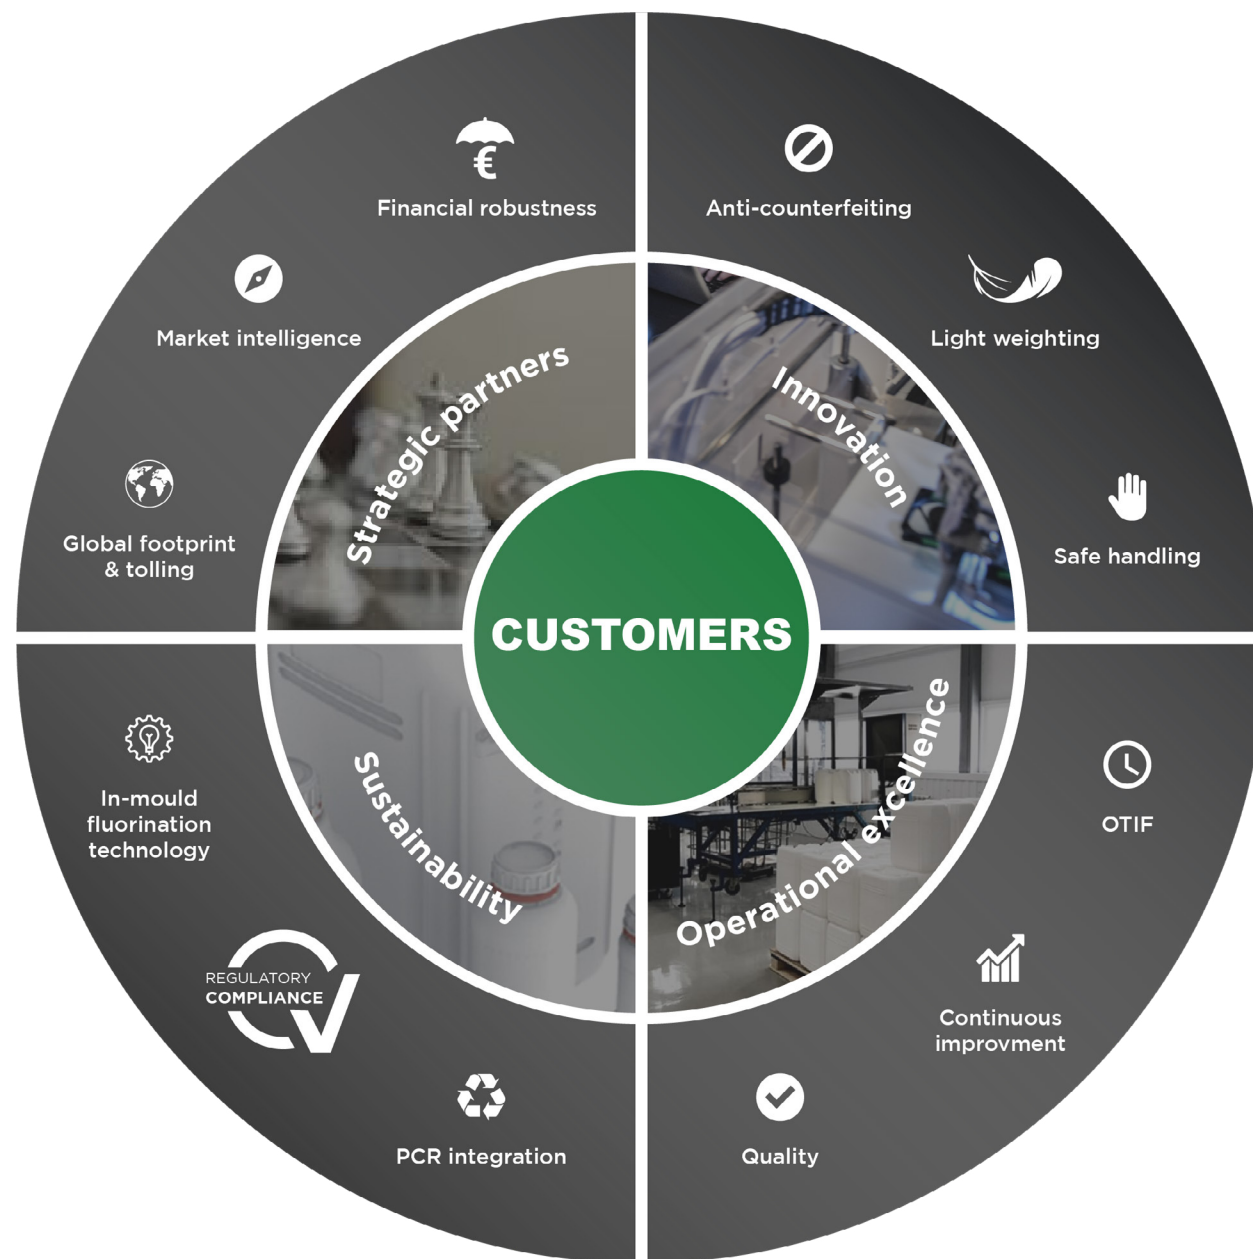 Financial robustness
Market intelligence
Global footprint
& tolling
Strategic partners
Anti-counterfeiting
Light weighting
Safe handling
Innovation
CUSTOMERS
In-mould
fluorination
technology
REGULATORY
COMPLIANCE
PCR integration
Sustainability
Operational excellence
OTIF
Continuous
improvment
Quality
€